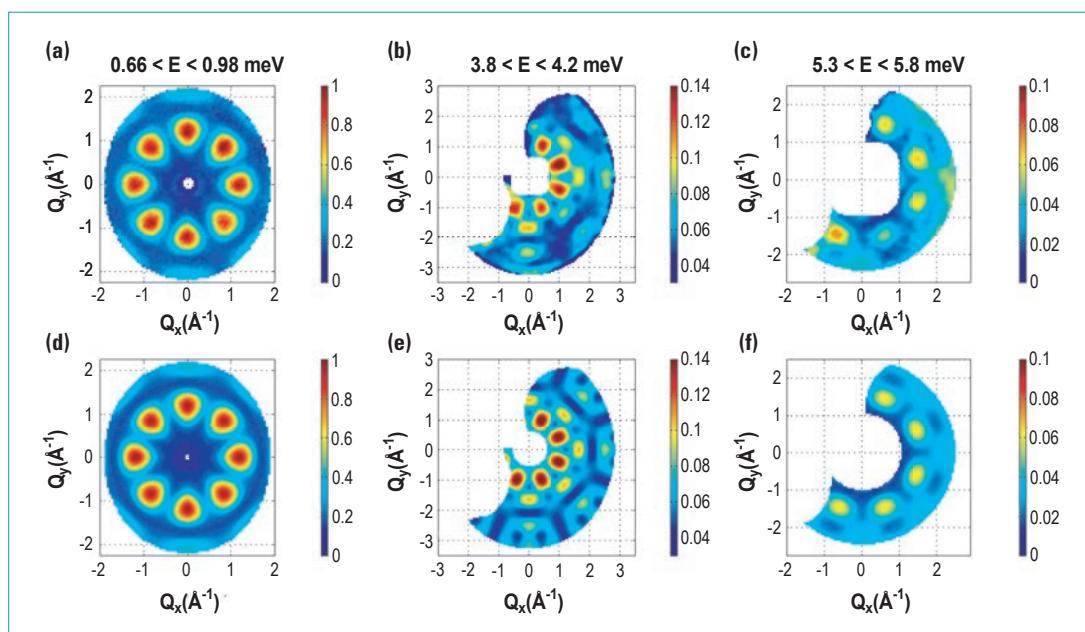 (a) (b) (c)
0.66 < E < 0.98 meV 3.8 < E < 4.2 meV 5.3 < E < 5.8 meV
2 1 0 -1 -2
Qy(Å-1)
-2 -1 0 1 2
Qx(Å-1)
1 0.8 0.6 0.4 0.2 0
3 2 1 0 -1 -2 -3
Qy(Å-1)
-3 -2 -1 0 1 2 3
Qx(Å-1)
0.14 0.12 0.10 0.08 0.06 0.04
2 1 0 -1 -2
Qy(Å-1)
-2 -1 0 1 2
Qx(Å-1)
0.1 0.08 0.06 0.04 0.02 0
(d) (e) (f)
2 1 0 -1 -2
Qy(Å-1)
-2 -1 0 1 2
Qx(Å-1)
1 0.8 0.6 0.4 0.2 0
3 2 1 0 -1 -2 -3
Qy(Å-1)
-3 -2 -1 0 1 2 3
Qx(Å-1)
0.14 0.12 0.10 0.08 0.06 0.04
2 1 0 -1 -2
Qy(Å-1)
-2 -1 0 1 2
Qx(Å-1)
0.1 0.08 0.06 0.04 0.02 0